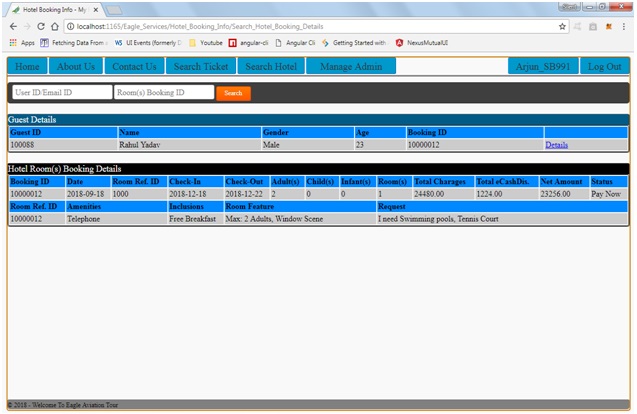 Hotel Booking Info - My
localhost:1165/Eagle_Services/Hotel_Booking_Info/Search_Hotel_Booking_Details
Apps Fetching Data From UI Events (formerly D Youtube angular-cli Angular Cli Getting Started with NexusMutualUI
Home About Us Contact Us Search Ticket Search Hotel Manage Admin Arjun_SB991 Log Out
User ID/Email ID Room(s) Booking ID Search
Guest Details
Guest ID Name Gender Age Booking ID
100088 Rahul Yadav Male 23 10000012 Details
Hotel Room(s) Booking Details
Booking ID Date Room Ref. ID Check-In Check-Out Adult(s) Child(s) Infant(s) Room(s) Total Charages Total eCashDis. Net Amount Status
10000012 2018-09-18 1000 2018-12-18 2018-12-22 2 0 0 1 24480.00 1224.00 23256.00 Pay Now
Room Ref. ID Amenities Inclusions Room Feature Request
10000012 Telephone Free Breakfast Max: 2 Adults, Window Scene I need Swimming pools, Tennis Court
© 2018 - Welcome To Eagle Aviation Tour